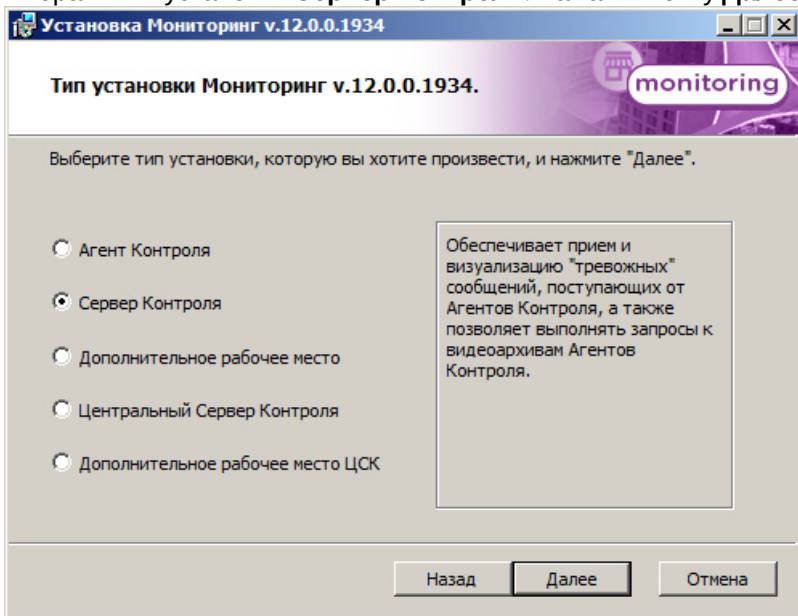 Установка Мониторинг v.12.0.0.1934
Тип установки Мониторинг v.12.0.0.1934.
monitoring
Выберите тип установки, которую вы хотите произвести, и нажмите "Далее".
Агент Контроля
Сервер Контроля
Дополнительное рабочее место
Центральный Сервер Контроля
Дополнительное рабочее место ЦСК
Обеспечивает прием и
визуализацию "тревожных"
сообщений, поступающих от
Агентов Контроля, а также
позволяет выполнять запросы к
видеоархивам Агентов
Контроля.
Назад
Далее
Отмена